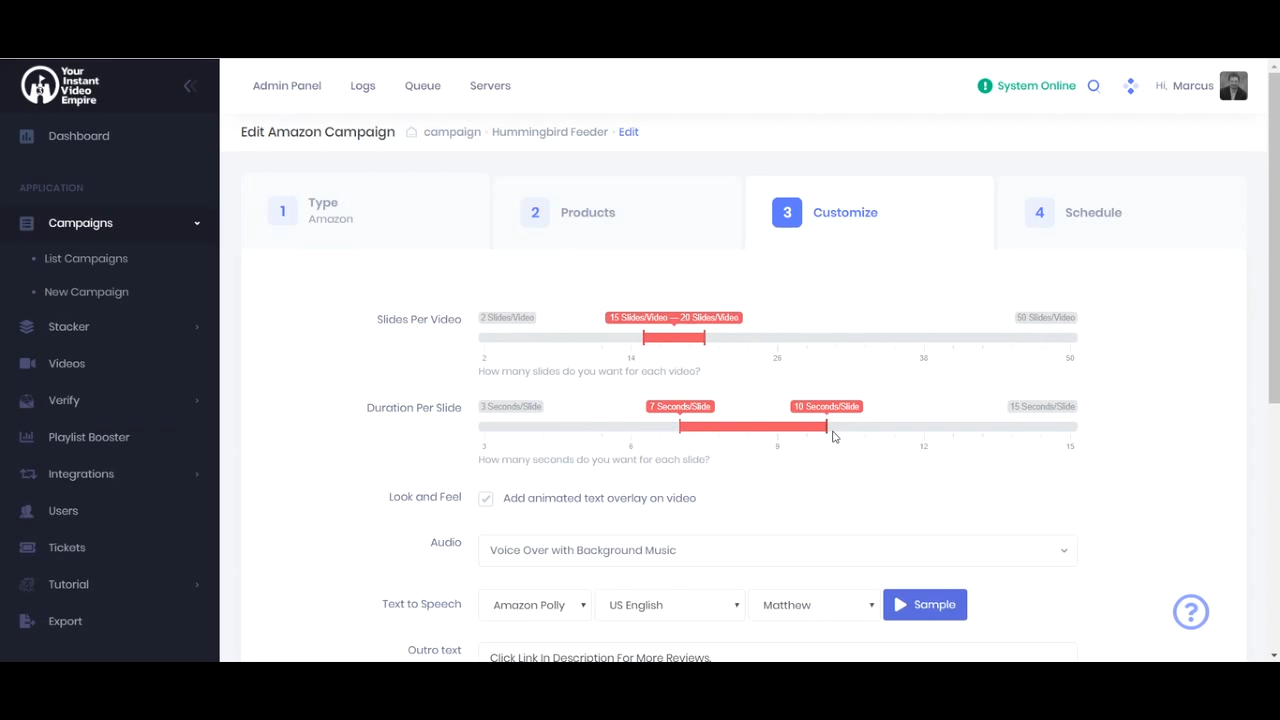 Your
Instant
Video
Empire
Admin Panel
Logs
Queue
Servers
System Online
Hi, Marcus
Dashboard
Edit Amazon Campaign
campaign
Hummingbird Feeder
Edit
APPLICATION
Campaigns
List Campaigns
New Campaign
Stacker
Videos
Verify
Playlist Booster
Integrations
Users
Tickets
Tutorial
Export
1 Type
Amazon
2 Products
3 Customize
4 Schedule
Slides Per Video
2 Slides/Video
15 Slides/Video — 20 Slides/Video
50 Slides/Video
2 14 26 38 50
How many slides do you want for each video?
Duration Per Slide
3 Seconds/Slide
7 Seconds/Slide
10 Seconds/Slide
15 Seconds/Slide
3 6 9 12 15
How many seconds do you want for each slide?
Look and Feel
Add animated text overlay on video
Audio
Voice Over with Background Music
Text to Speech
Amazon Polly
US English
Matthew
Sample
Outro text
Click Link In Description For More Reviews.